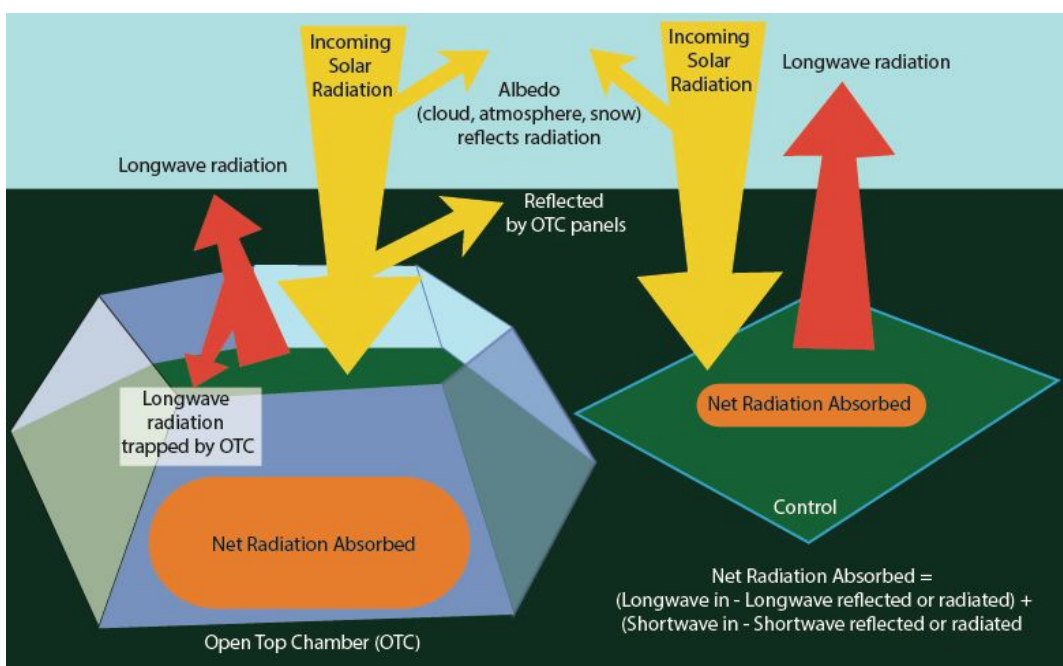 Incoming
Solar
Radiation
Albedo
(cloud, atmosphere, snow)
reflects radiation
Incoming
Solar
Radiation
Longwave radiation
Longwave radiation
Reflected
by OTC panels
Longwave
radiation
trapped by OTC
Net Radiation Absorbed
Net Radiation Absorbed
Control
Open Top Chamber (OTC)
Net Radiation Absorbed =
(Longwave in - Longwave reflected or radiated) +
(Shortwave in - Shortwave reflected or radiated